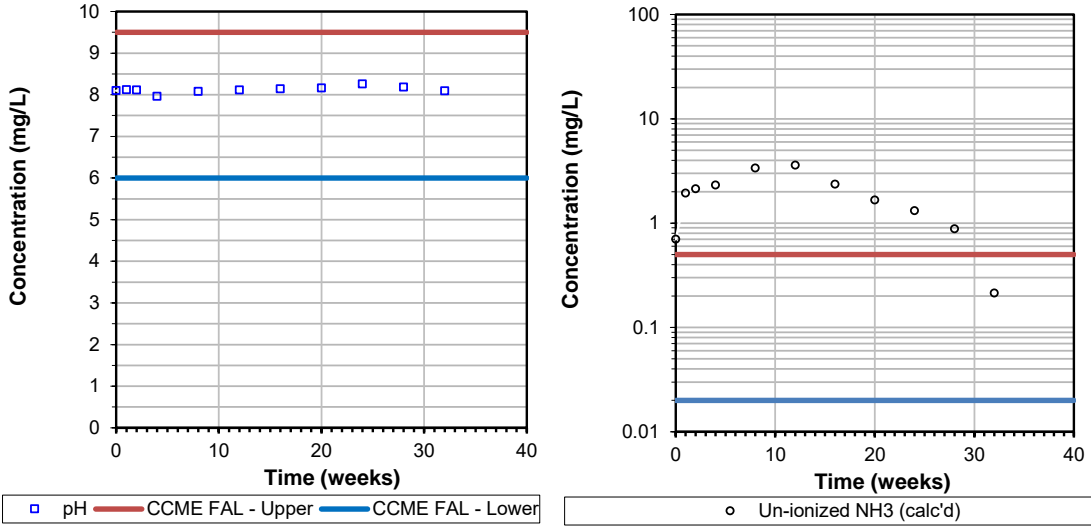 Concentration (mg/L)
10
9
8
7
6
5
4
3
2
1
0
0 10 20 30 40
Time (weeks)
pH CCME FAL - Upper CCME FAL - Lower
Concentration (mg/L)
100
10
1
0.1
0.01
0 10 20 30 40
Time (weeks)
Un-ionized NH3 (calc'd)